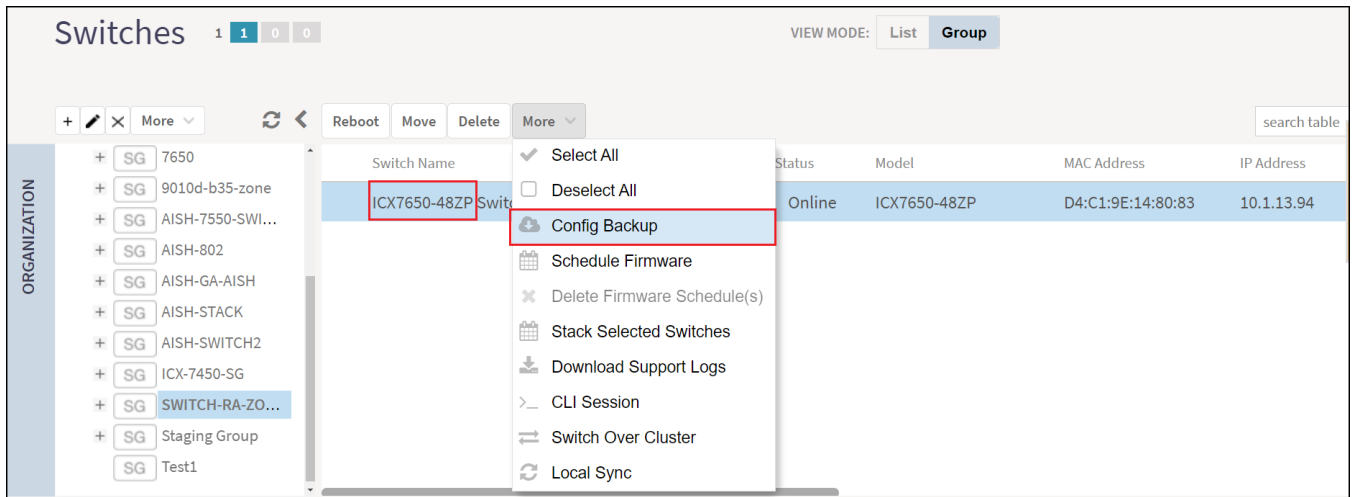 Switches 1 1 0 0 VIEW MODE: List Group
+ More Reboot Move Delete More search table
ORGANIZATION
+ SG 7650
+ SG 9010d-b35-zone
+ SG AISH-7550-SWI...
+ SG AISH-802
+ SG AISH-GA-AISH
+ SG AISH-STACK
+ SG AISH-SWITCH2
+ SG ICX-7450-SG
+ SG SWITCH-RA-ZO...
+ SG Staging Group
SG Test1
Switch Name Status Model MAC Address IP Address
ICX7650-48ZP Switc Online ICX7650-48ZP D4:C1:9E:14:80:83 10.1.13.94
Select All
Deselect All
Config Backup
Schedule Firmware
Delete Firmware Schedule(s)
Stack Selected Switches
Download Support Logs
CLI Session
Switch Over Cluster
Local Sync